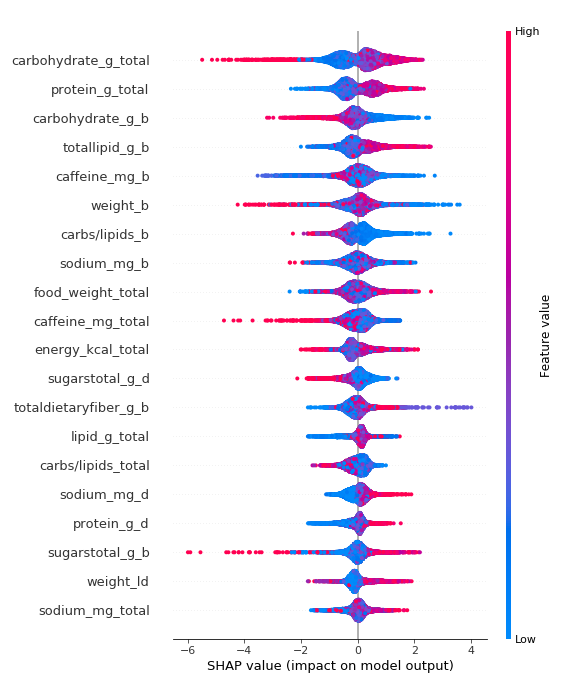 High
carbohydrate_g_total
protein_g_total
carbohydrate_g_b
totallipid_g_b
caffeine_mg_b
weight_b
carbs/lipids_b
sodium_mg_b
food_weight_total
caffeine_mg_total
energy_kcal_total
sugarstotal_g_d
totaldietaryfiber_g_b
lipid_g_total
carbs/lipids_total
sodium_mg_d
protein_g_d
sugarstotal_g_b
weight_ld
sodium_mg_total
Feature value
Low
−6 −4 −2 0 2 4
SHAP value (impact on model output)